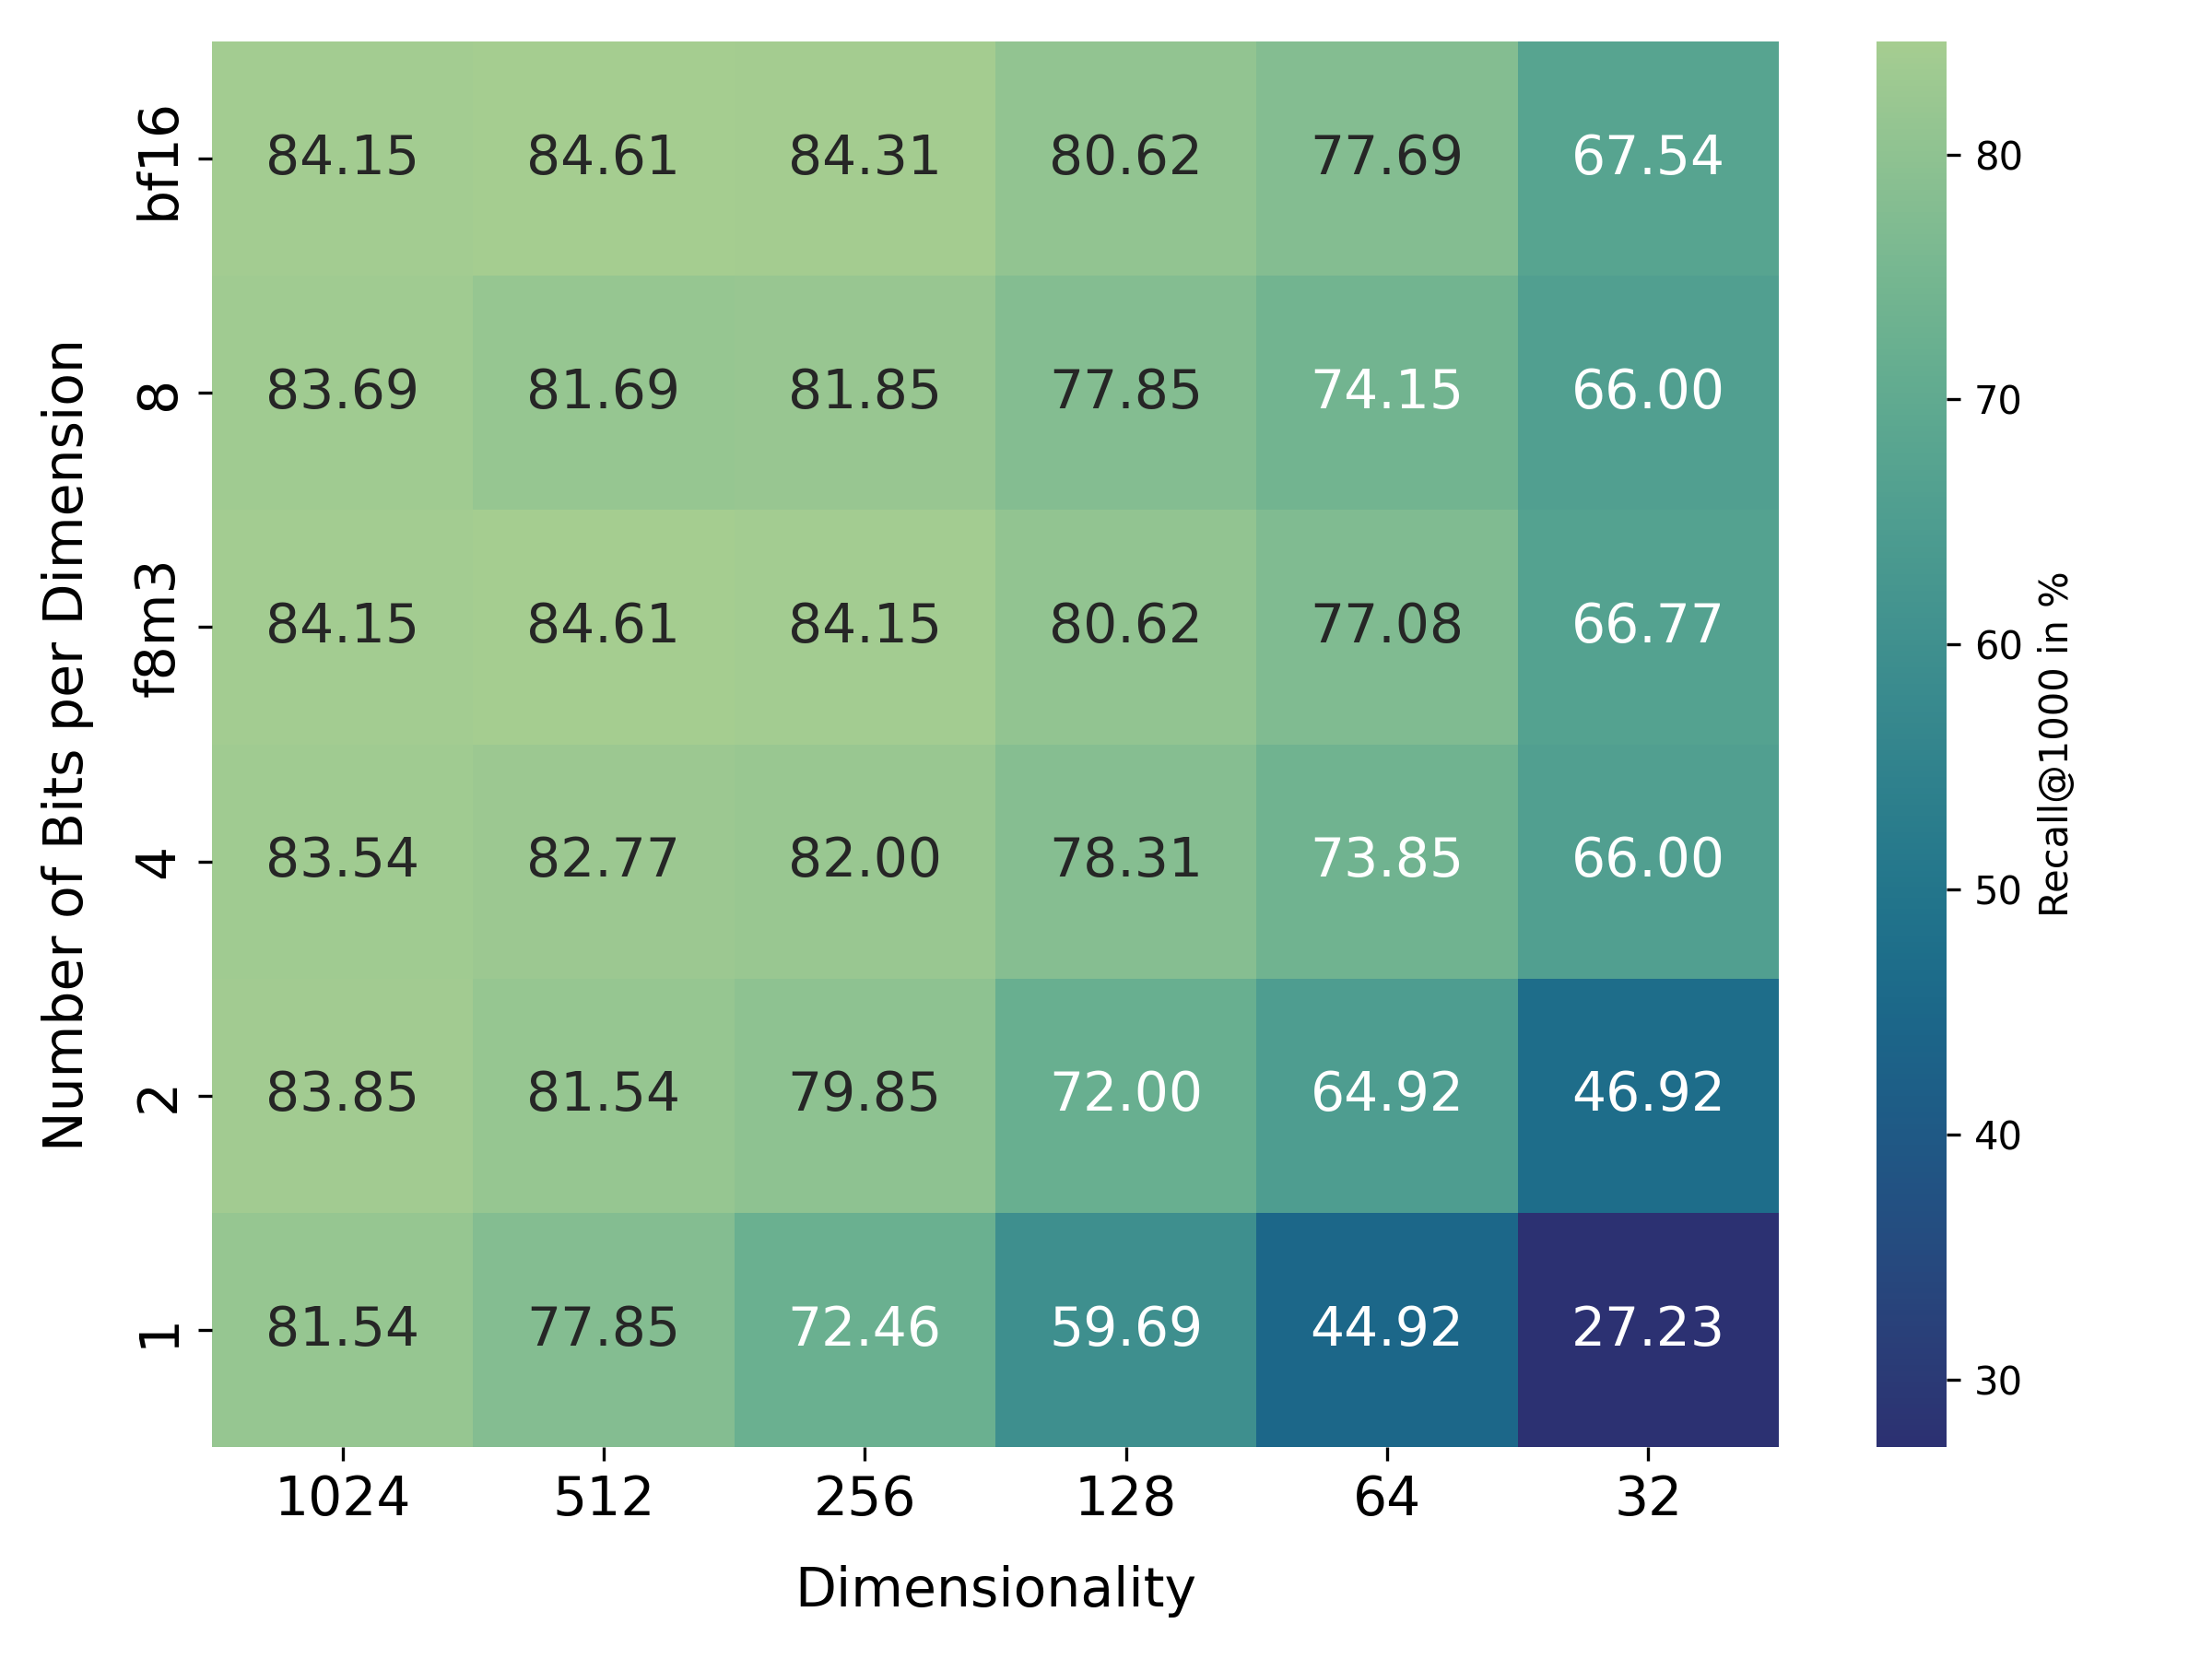 Number of Bits per Dimension
bf16 84.15 84.61 84.31 80.62 77.69 67.54
8 83.69 81.69 81.85 77.85 74.15 66.00
f8m3 84.15 84.61 84.15 80.62 77.08 66.77
4 83.54 82.77 82.00 78.31 73.85 66.00
2 83.85 81.54 79.85 72.00 64.92 46.92
1 81.54 77.85 72.46 59.69 44.92 27.23
1024 512 256 128 64 32
Dimensionality
80
70
60
50
40
30
Recall@1000 in %